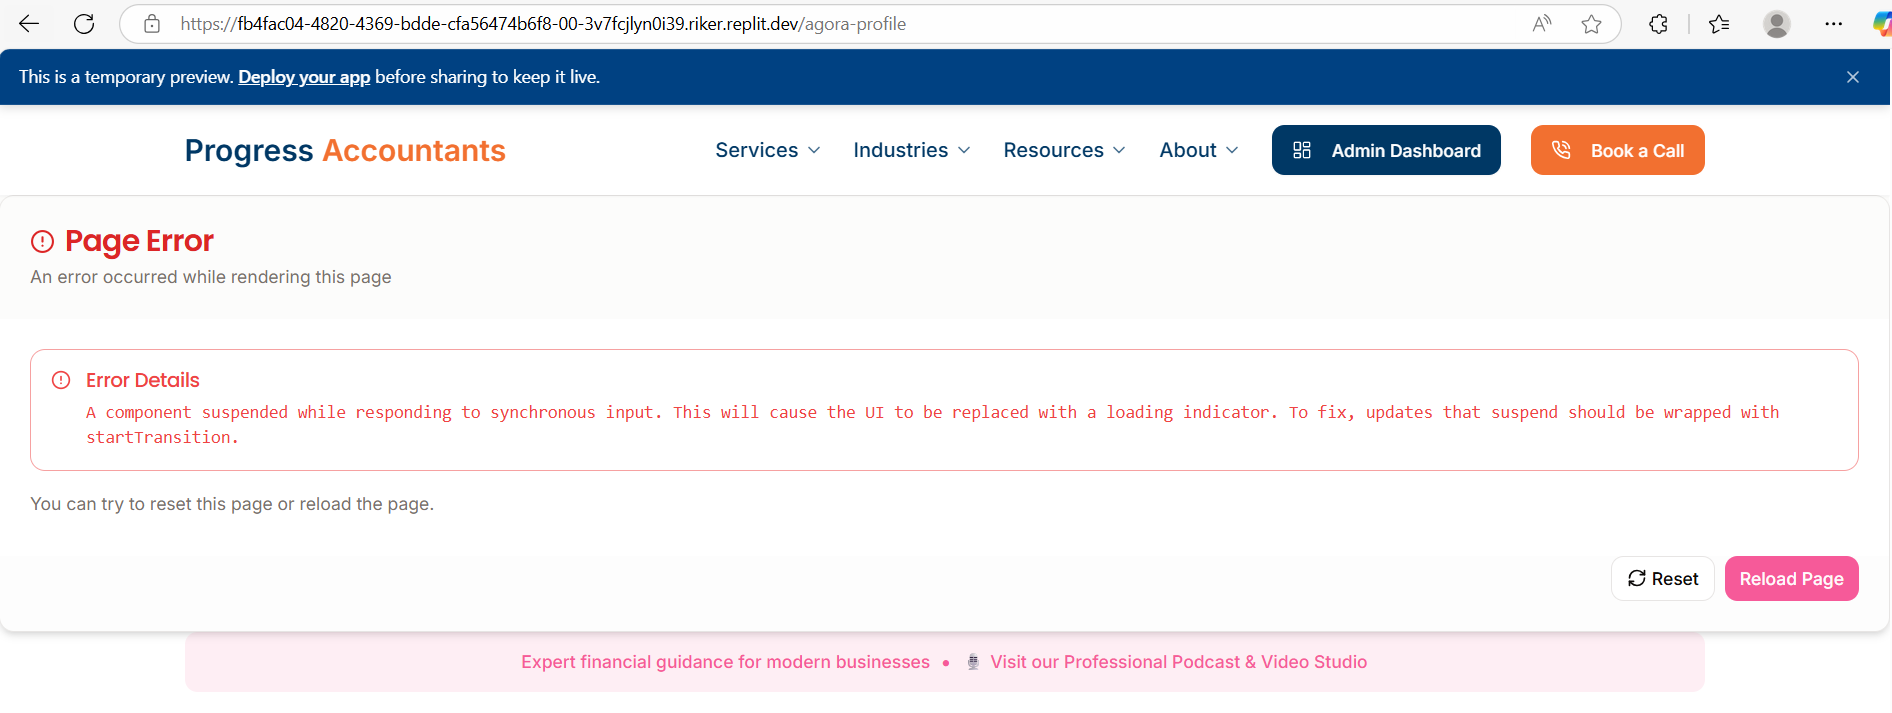 https://fb4fac04-4820-4369-bdde-cfa56474b6f8-00-3v7fcjlyn0i39.riker.replit.dev/agora-profile
This is a temporary preview. Deploy your app before sharing to keep it live.
Progress Accountants
Services
Industries
Resources
About
Admin Dashboard
Book a Call
Page Error
An error occurred while rendering this page
Error Details
A component suspended while responding to synchronous input. This will cause the UI to be replaced with a loading indicator. To fix, updates that suspend should be wrapped with
startTransition.
You can try to reset this page or reload the page.
Reset
Reload Page
Expert financial guidance for modern businesses • Visit our Professional Podcast & Video Studio